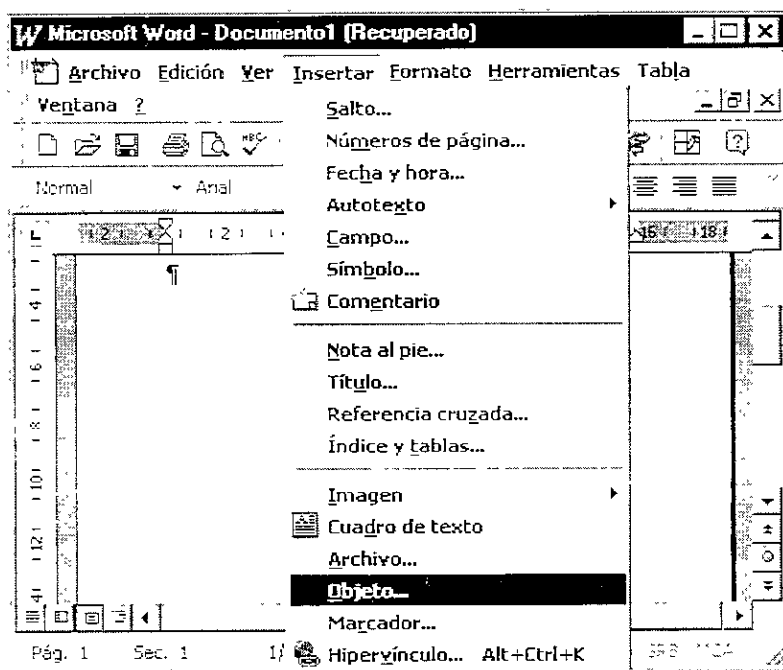 Microsoft Word - Documento1 (Recuperado)
Archivo Edición Ver Insertar Formato Herramientas Tabla
Ventana ?
Salto...
Números de página...
Normal Arial
Fecha y hora...
Autotexto
Campo...
Símbolo...
Comentario
Nota al pie...
Título...
Referencia cruzada...
Índice y tablas...
Imagen
Cuadro de texto
Archivo...
Objeto...
Marcador...
Pág. 1 Sec. 1 1/
Hipervínculo... Alt+Ctrl+K